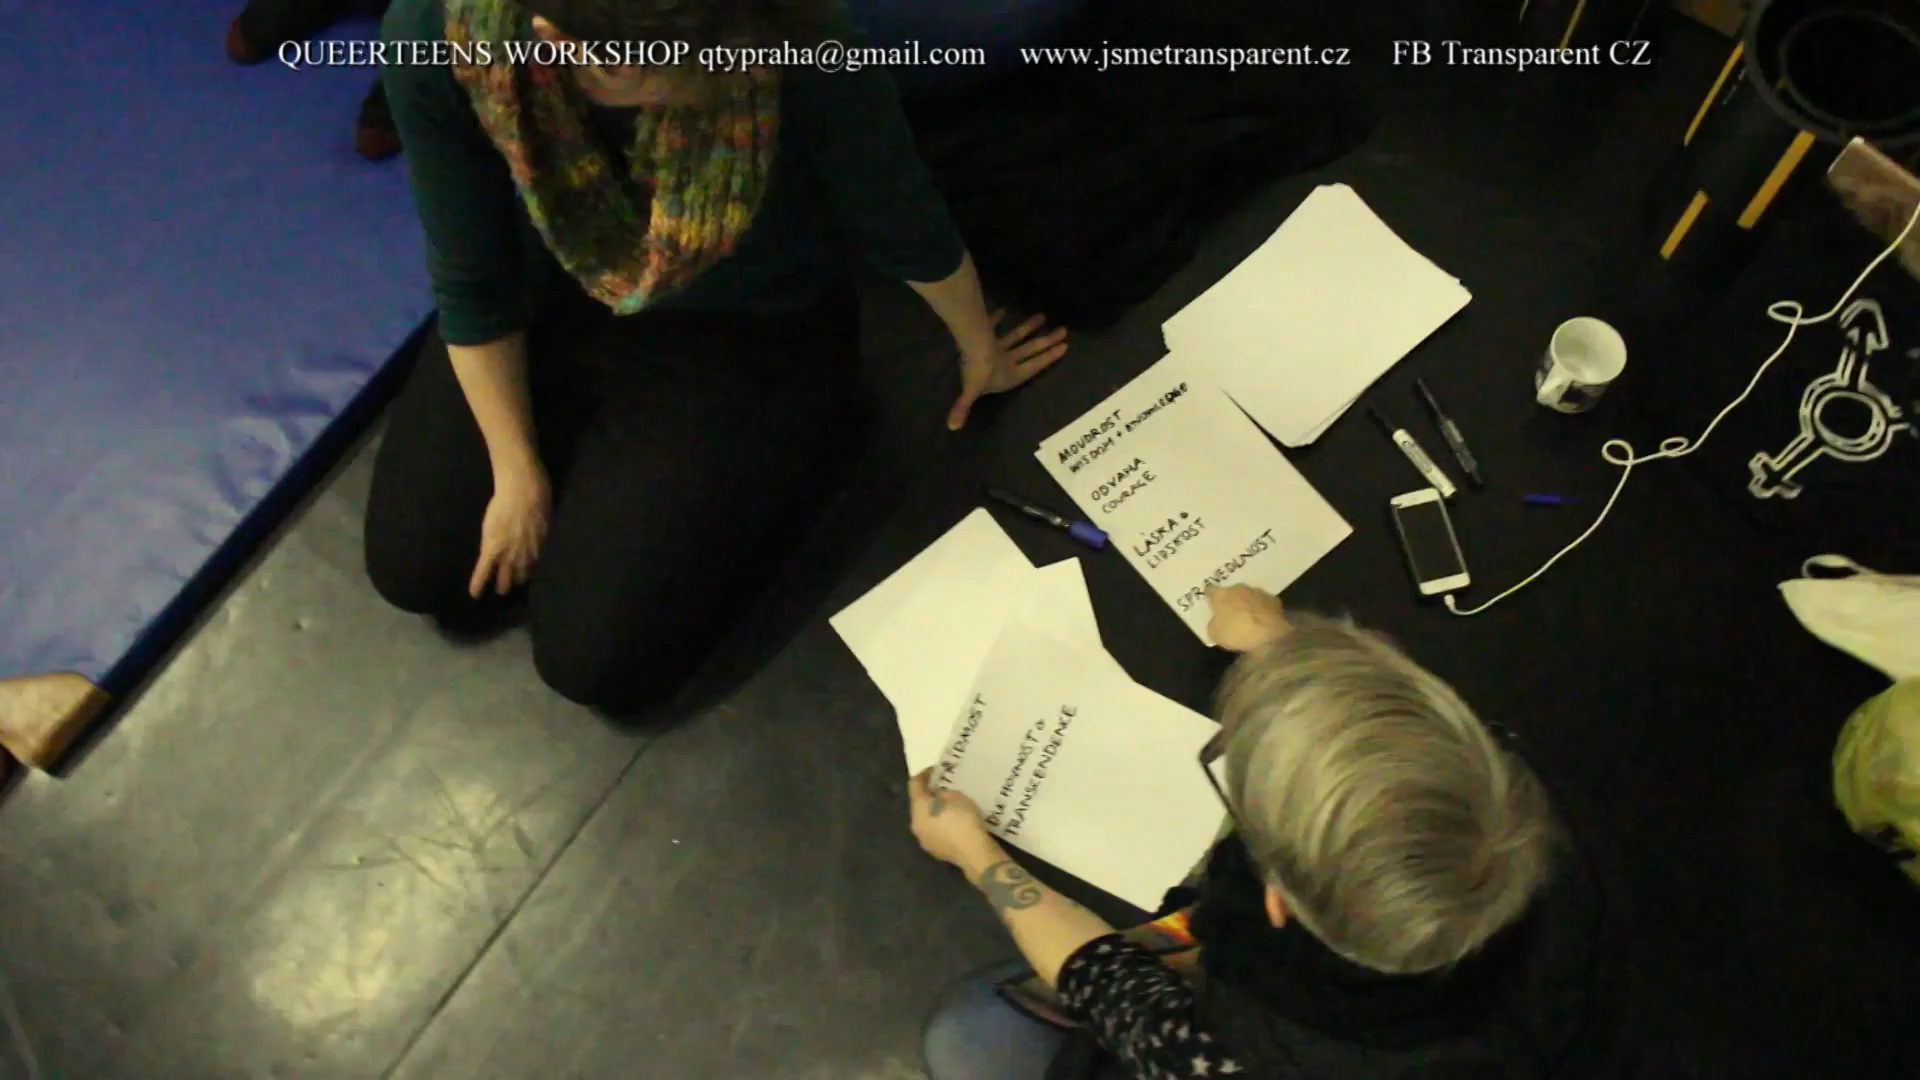 QUEERTEENS WORKSHOP qtypraha@gmail.com www.jsmetransparent.cz FB Transparent CZ
MOUDROST
WISDOM + KNOWLEDGE
ODVAHA
COURAGE
LÁSKA a
LIDSKOST
SPRAVEDLNOST
STŘÍDMOST
DUCHOVNOST a
TRANSCENDENCE